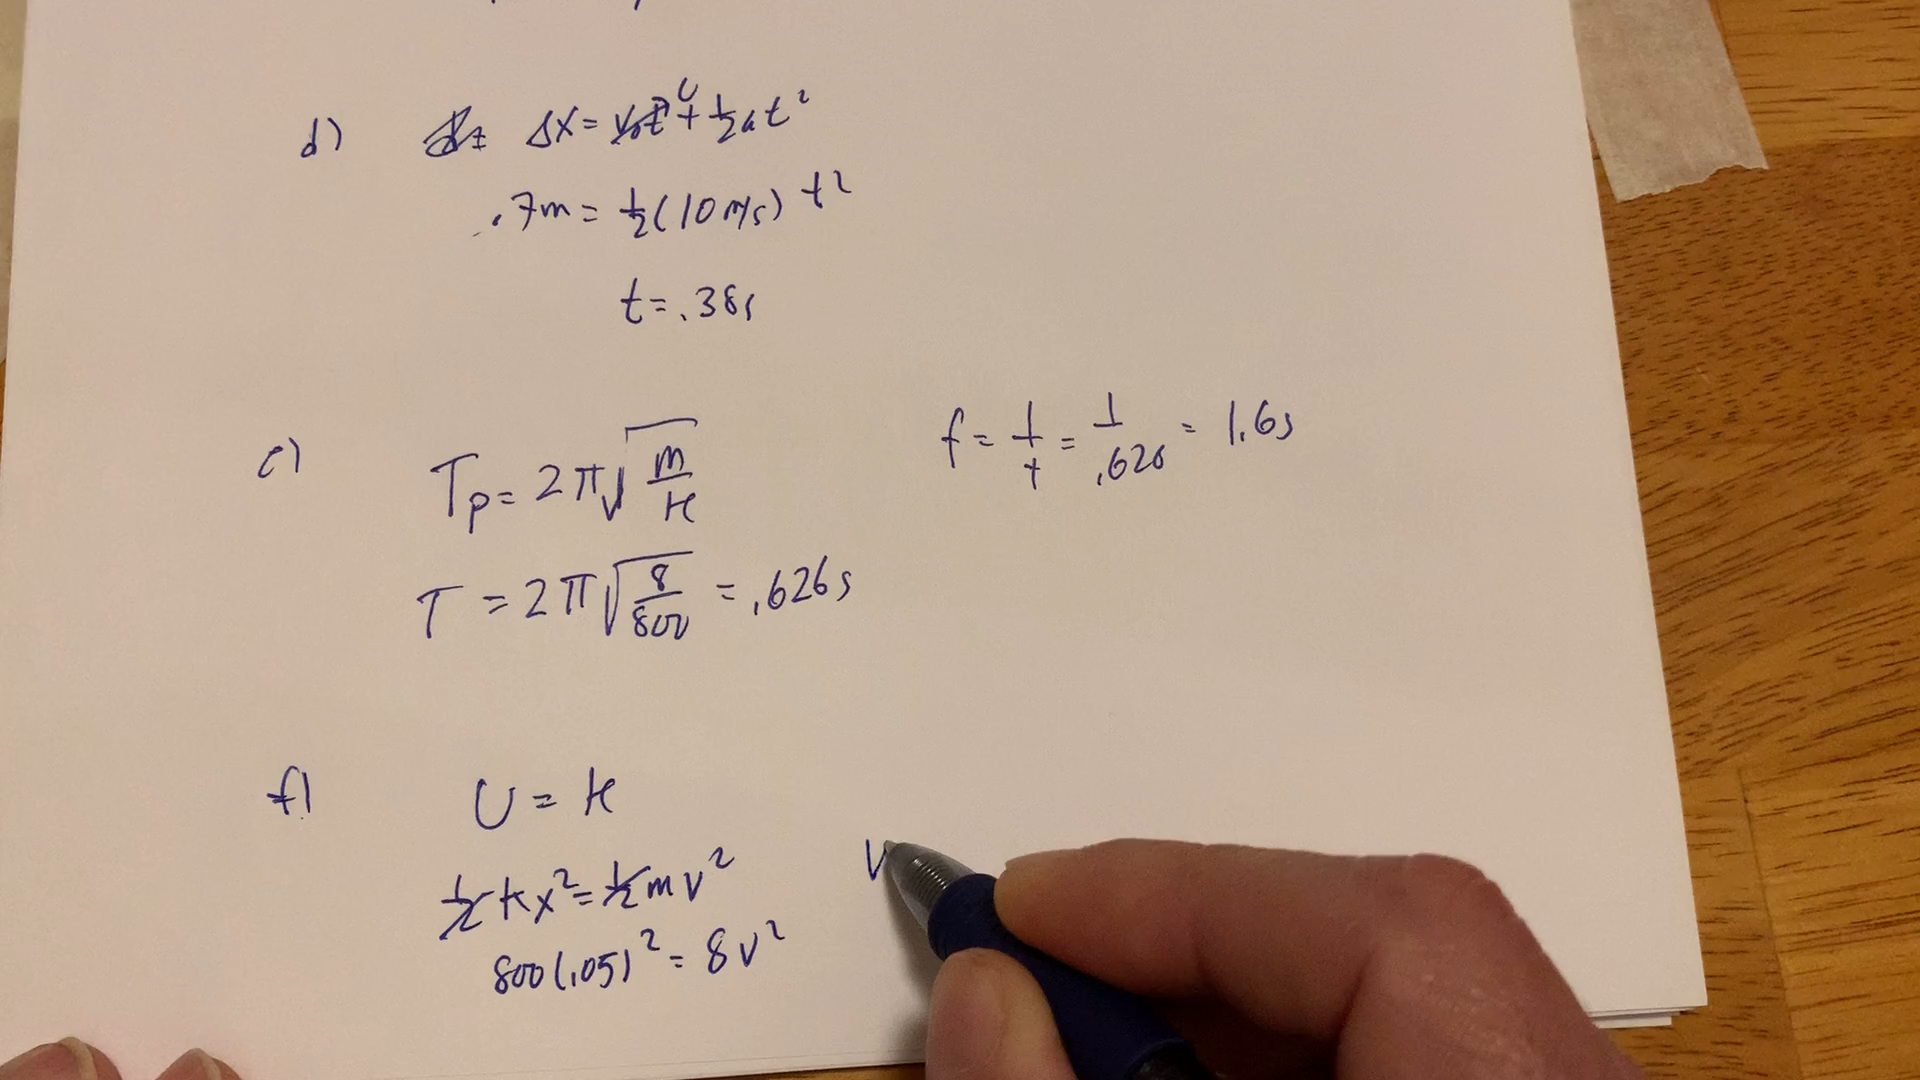 d) Δx = v₀t⁰ + ½at²
.7m = ½(10 m/s) t²
t = .38s
e) Tp = 2π√(m/k)
f = 1/t = 1/.626 = 1.6s
T = 2π√(8/800) = .626s
f) U = K
½kx² = ½mv²
800(.05)² = 8v²
V